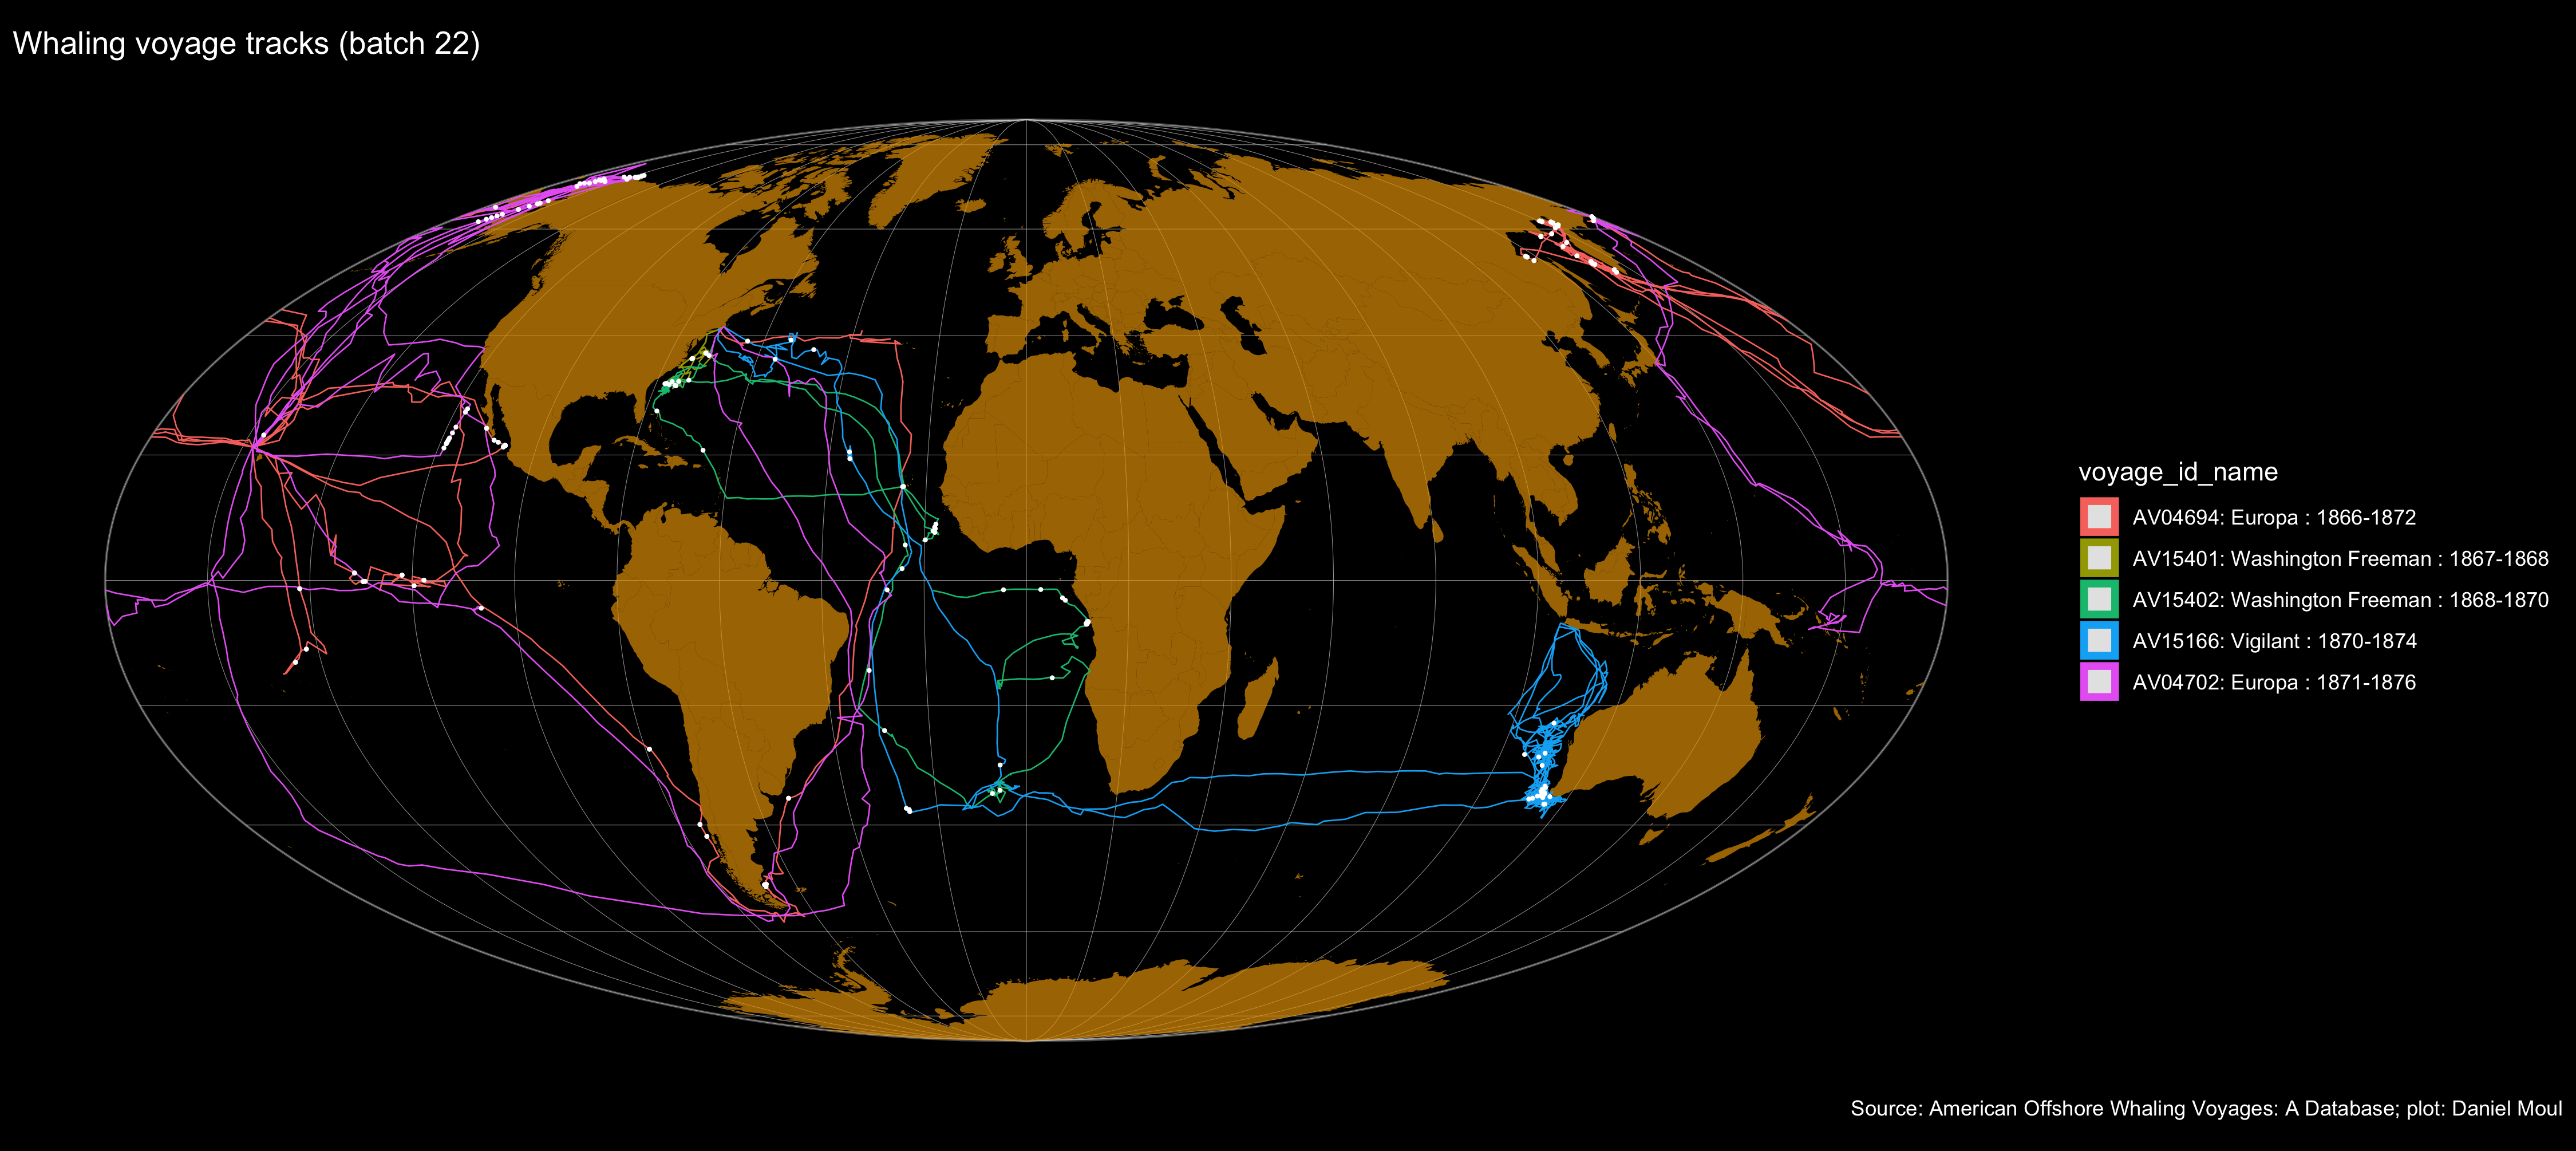 Whaling voyage tracks (batch 22)
voyage_id_name
AV04694: Europa : 1866-1872
AV15401: Washington Freeman : 1867-1868
AV15402: Washington Freeman : 1868-1870
AV15166: Vigilant : 1870-1874
AV04702: Europa : 1871-1876
Source: American Offshore Whaling Voyages: A Database; plot: Daniel Moul